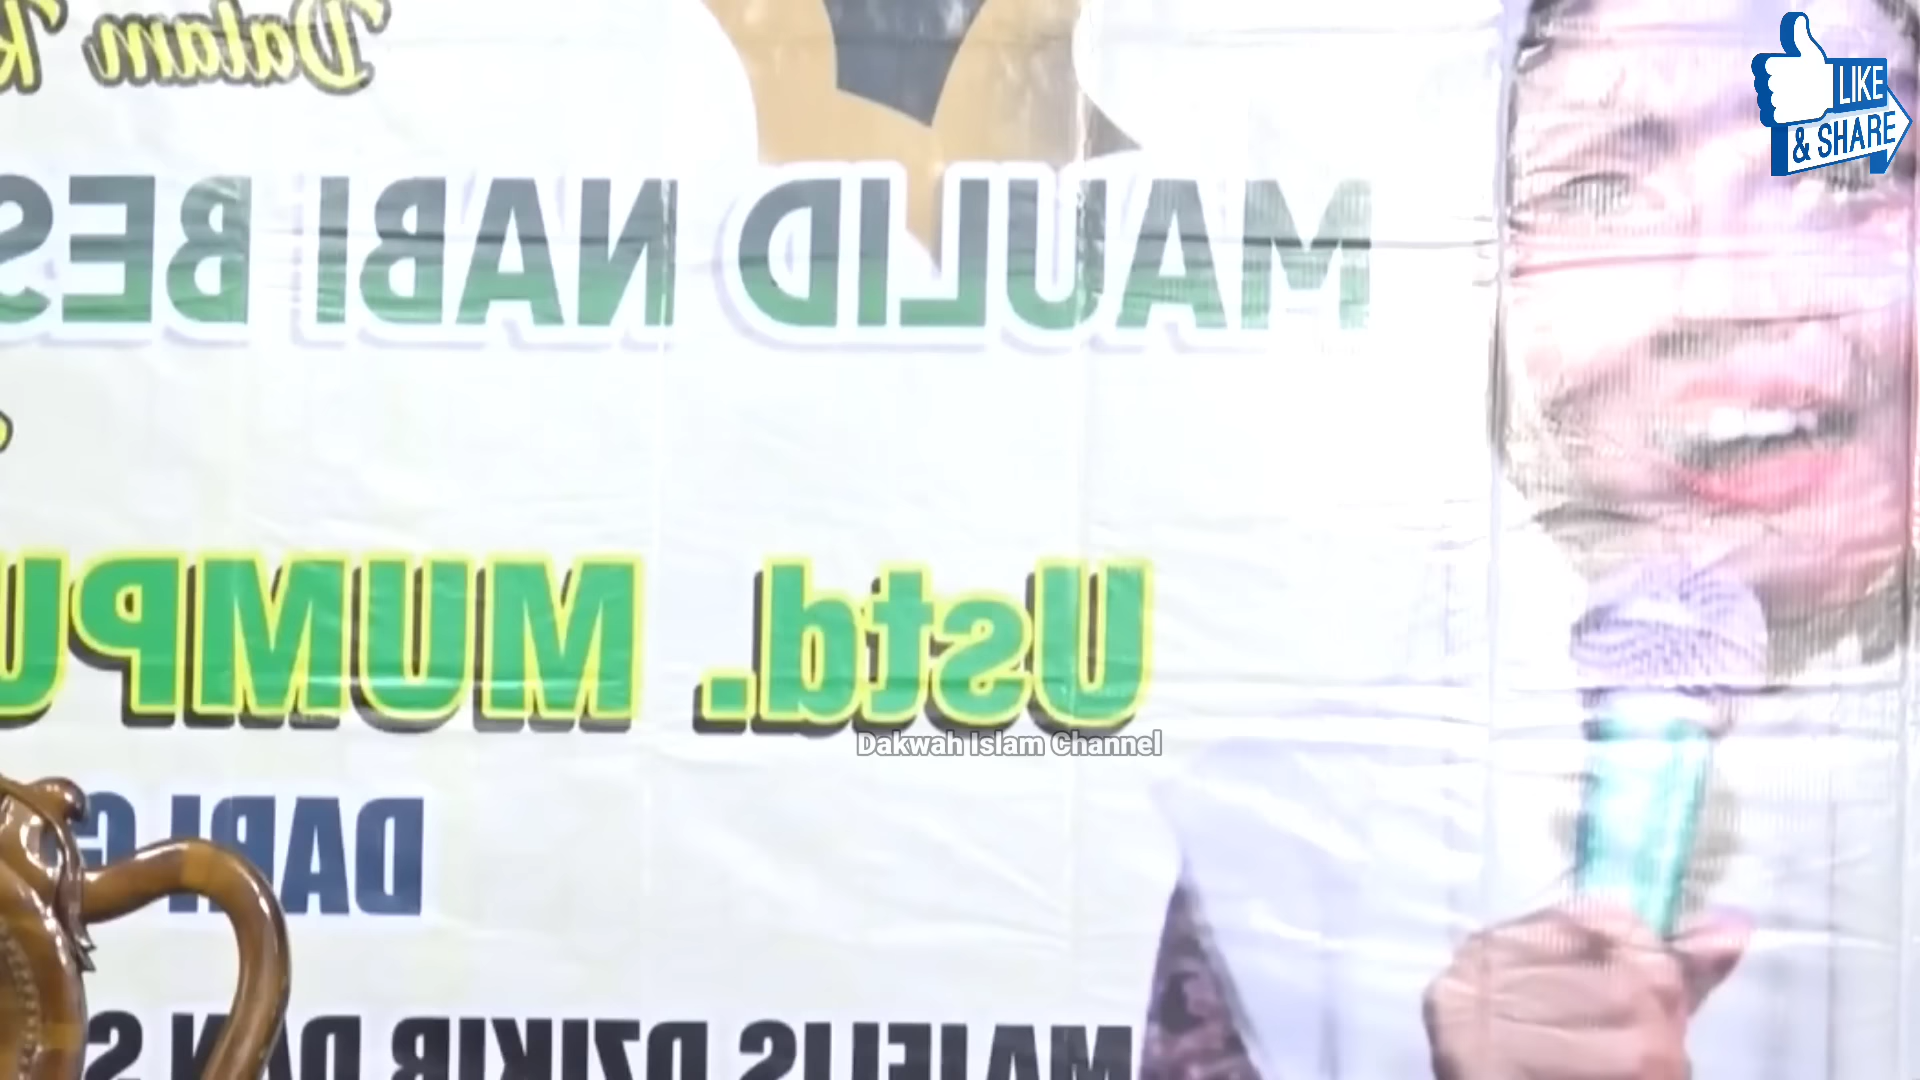 Dalam
LIKE
& SHARE
MAULID NABI BES
Ustd. MUMPU
Dakwah Islam Channel
DARI G
MAJELIS DZIKIR DAN S